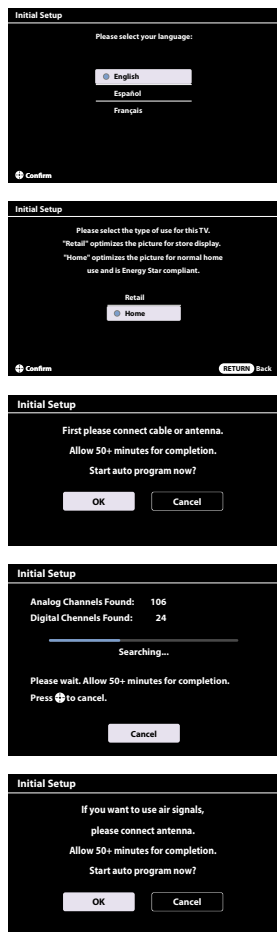 Initial Setup
Please select your language:
English
Español
Français
Confirm
Initial Setup
Please select the type of use for this TV.
"Retail" optimizes the picture for store display.
"Home" optimizes the picture for normal home
use and is Energy Star compliant.
Retail
Home
Confirm RETURN Back
Initial Setup
First please connect cable or antenna.
Allow 50+ minutes for completion.
Start auto program now?
OK Cancel
Initial Setup
Analog Channels Found: 106
Digital Chennels Found: 24
Searching...
Please wait. Allow 50+ minutes for completion.
Press to cancel.
Cancel
Initial Setup
If you want to use air signals,
please connect antenna.
Allow 50+ minutes for completion.
Start auto program now?
OK Cancel